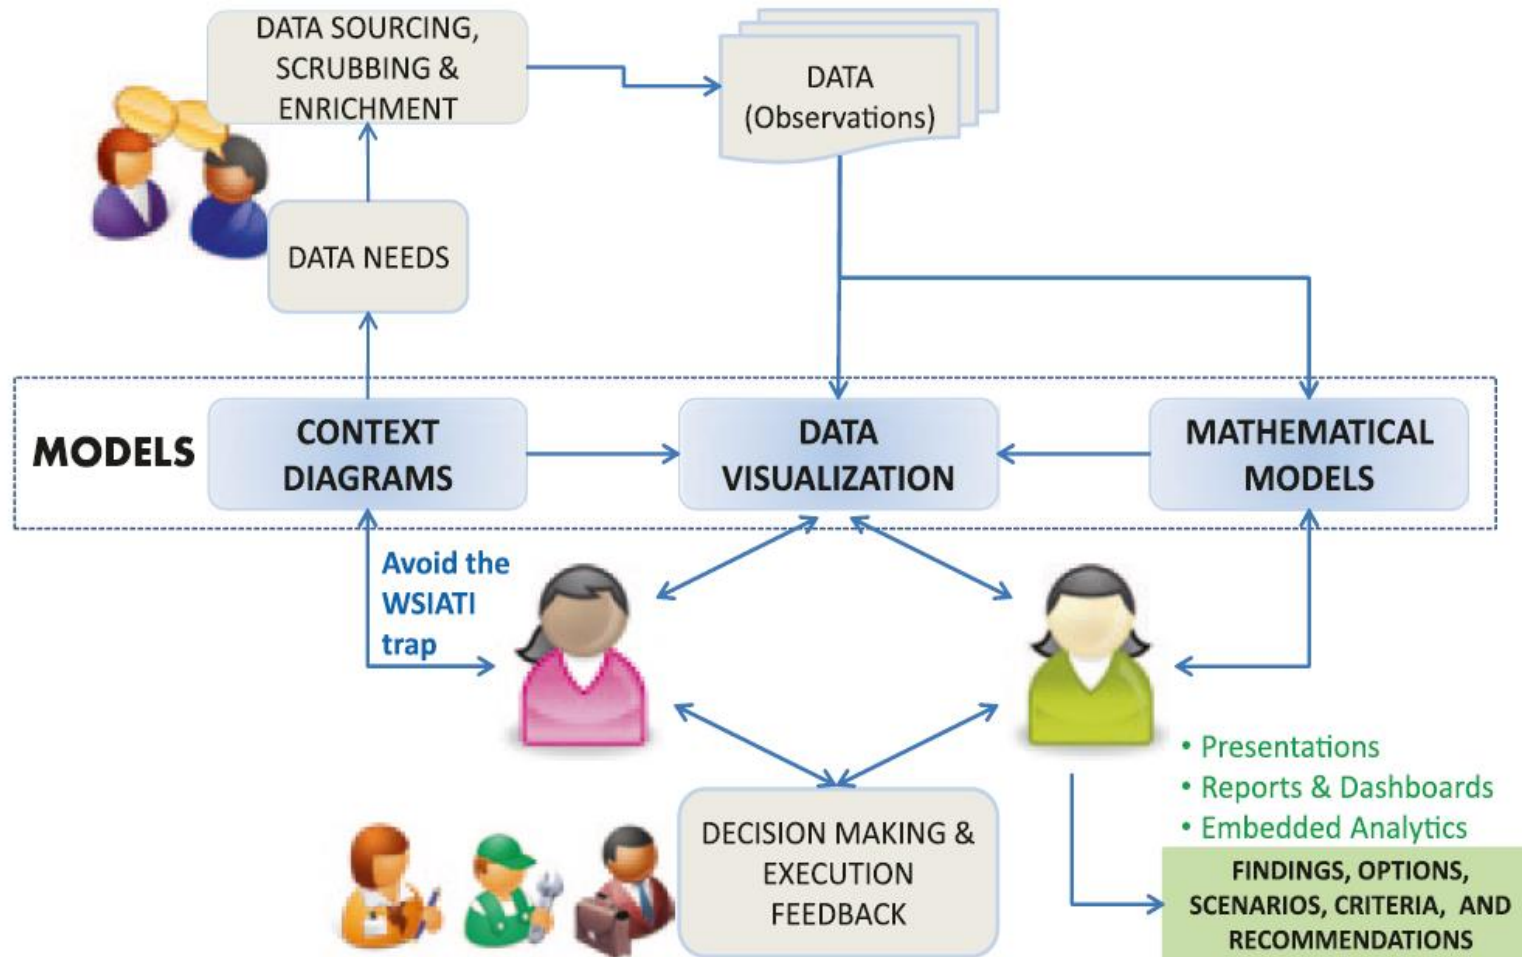 DATA SOURCING,
SCRUBBING &
ENRICHMENT
DATA
(Observations)
DATA NEEDS
MODELS
CONTEXT
DIAGRAMS
DATA
VISUALIZATION
MATHEMATICAL
MODELS
Avoid the
WSIATI
trap
• Presentations
• Reports & Dashboards
• Embedded Analytics
DECISION MAKING &
EXECUTION
FEEDBACK
FINDINGS, OPTIONS,
SCENARIOS, CRITERIA, AND
RECOMMENDATIONS